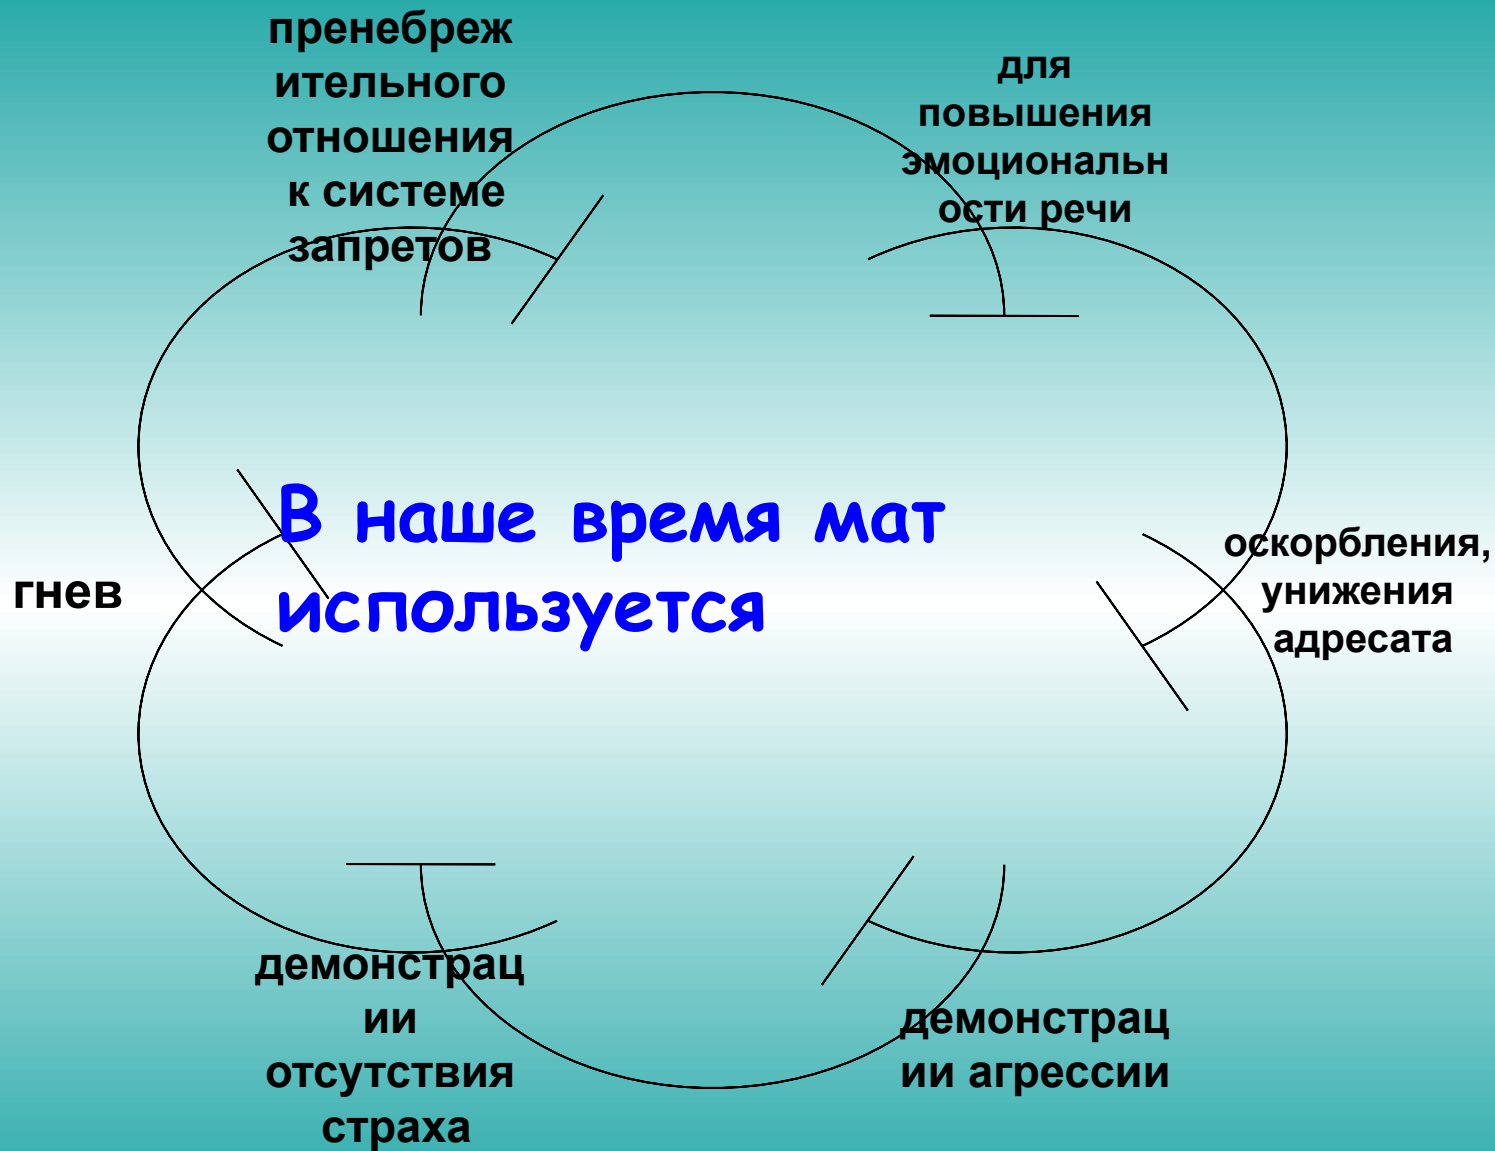 пренебреж
ительного
отношения
к системе
запретов
для
повышения
эмоциональн
ости речи
В наше время мат
используется
гнев
оскорбления,
унижения
адресата
демонстрац
ии
отсутствия
страха
демонстрац
ии агрессии